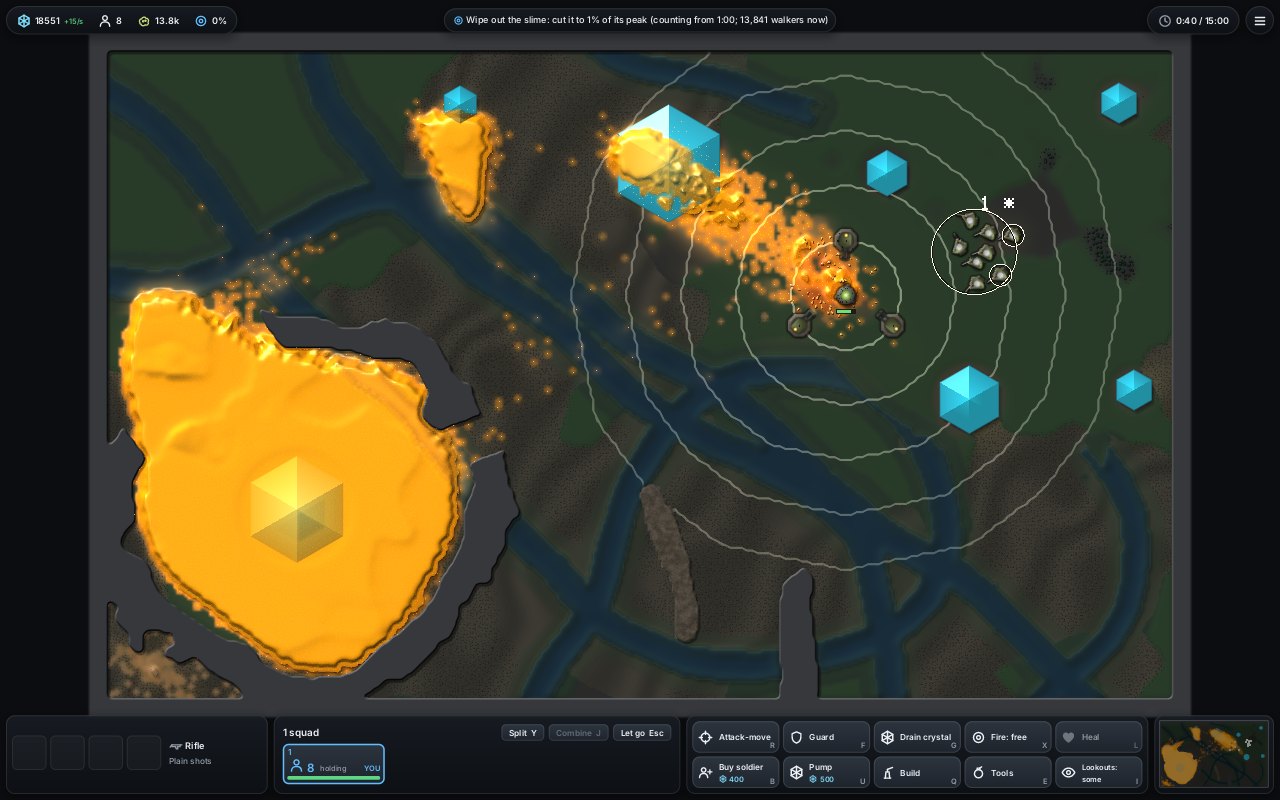 18551 +15/s 8 13.8k 0%
Wipe out the slime: cut it to 1% of its peak (counting from 1:00; 13,841 walkers now)
0:40 / 15:00
1
Rifle
Plain shots
1 squad
Split Y
Combine J
Let go Esc
1
8 holding YOU
Attack-move R
Guard F
Drain crystal G
Fire: free X
Heal L
Buy soldier
400 B
Pump
500 U
Build Q
Tools E
Lookouts:
some I